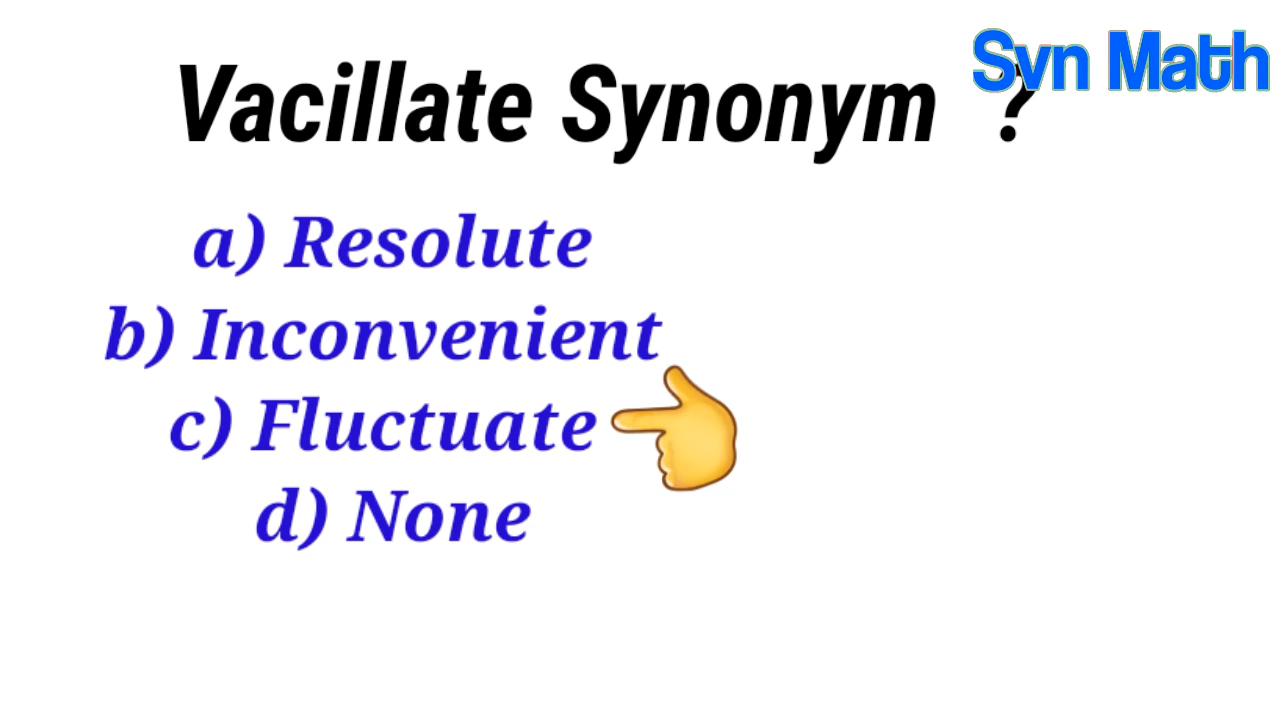 Vacillate Synonym ?
Syn Math
a) Resolute
b) Inconvenient
c) Fluctuate
d) None